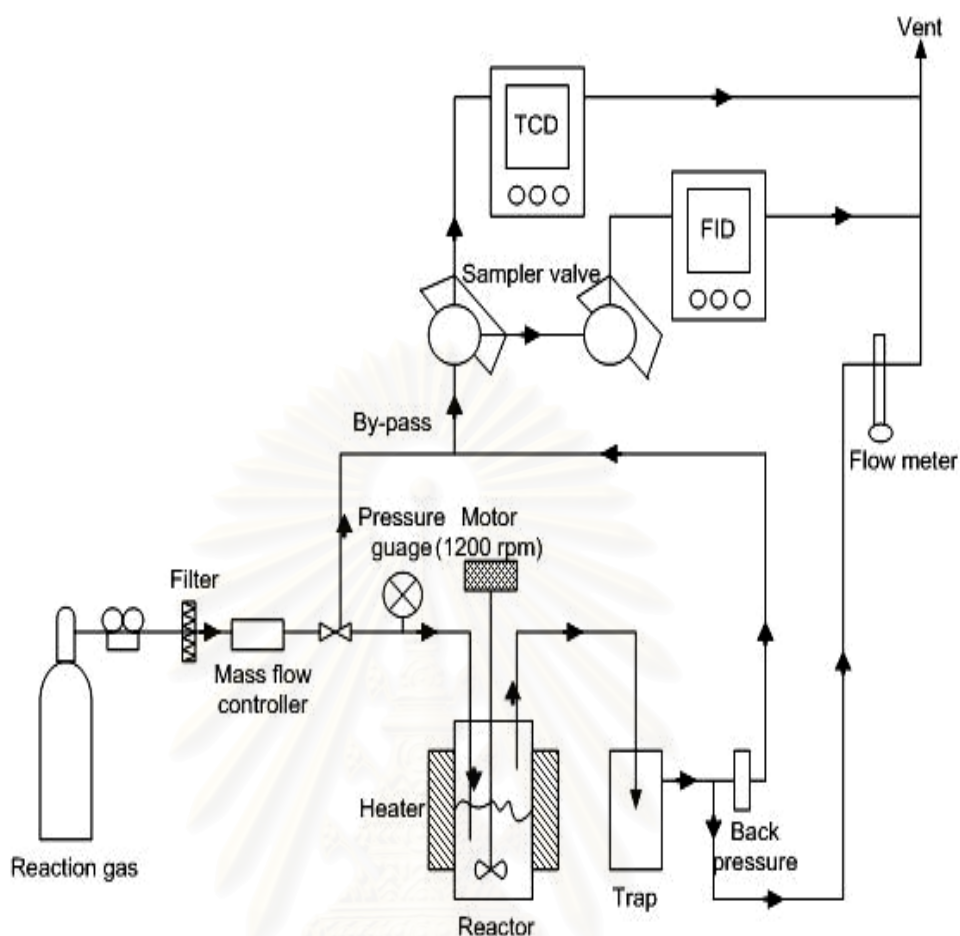 Vent
TCD
FID
Sampler valve
By-pass
Flow meter
Pressure Motor
guage (1200 rpm)
Filter
Mass flow
controller
Heater
Back
pressure
Reaction gas
Trap
Reactor